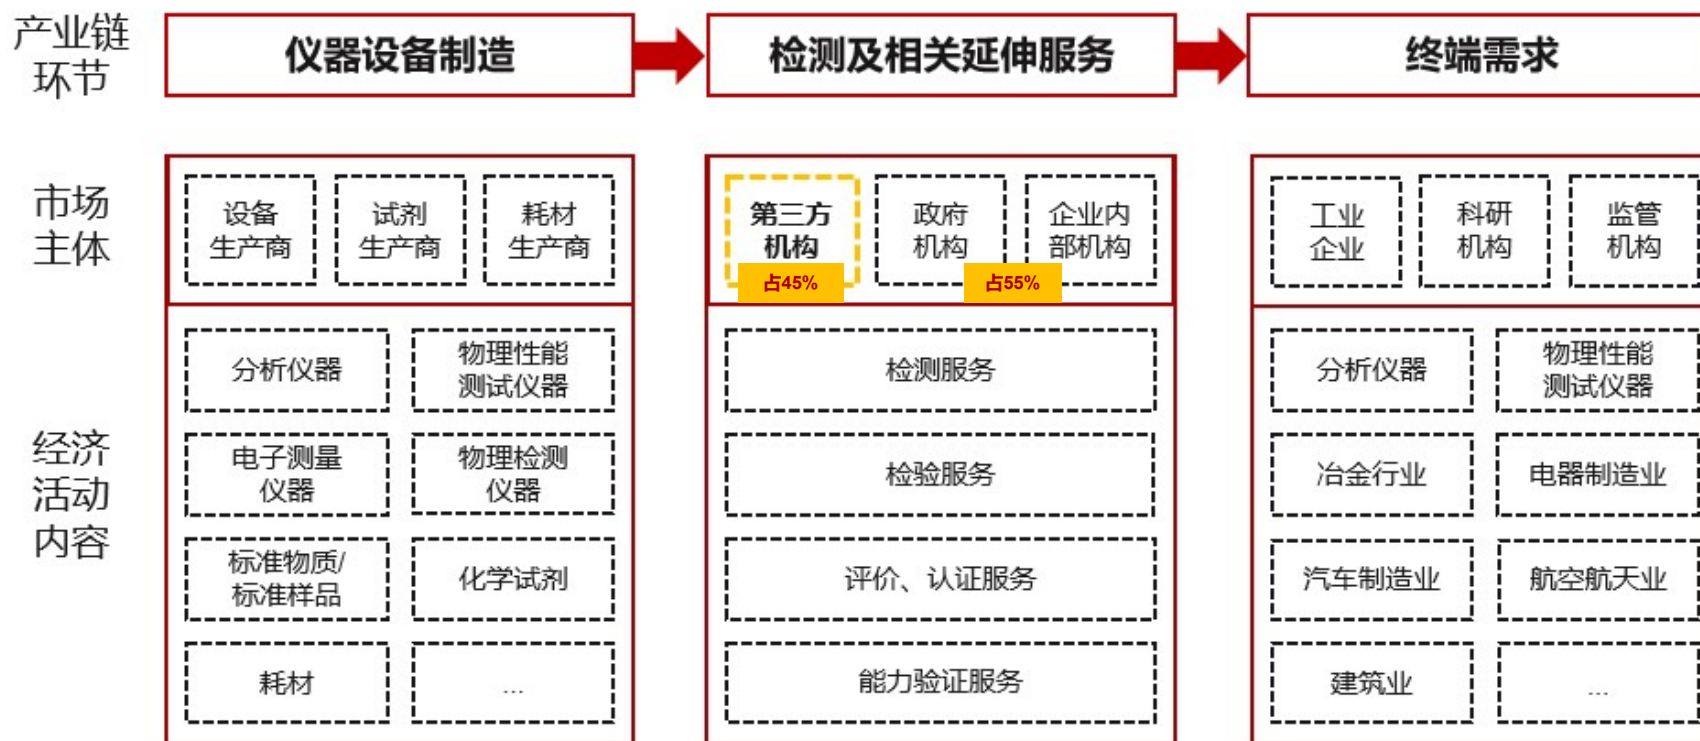 产业链
环节
仪器设备制造
检测及相关延伸服务
终端需求
市场
主体
设备
生产商
试剂
生产商
耗材
生产商
第三方
机构
占45%
政府
机构
企业内
部机构
占55%
工业
企业
科研
机构
监管
机构
经济
活动
内容
分析仪器
物理性能
测试仪器
电子测量
仪器
物理检测
仪器
标准物质/
标准样品
化学试剂
耗材
...
检测服务
检验服务
评价、认证服务
能力验证服务
分析仪器
物理性能
测试仪器
冶金行业
电器制造业
汽车制造业
航空航天业
建筑业
...